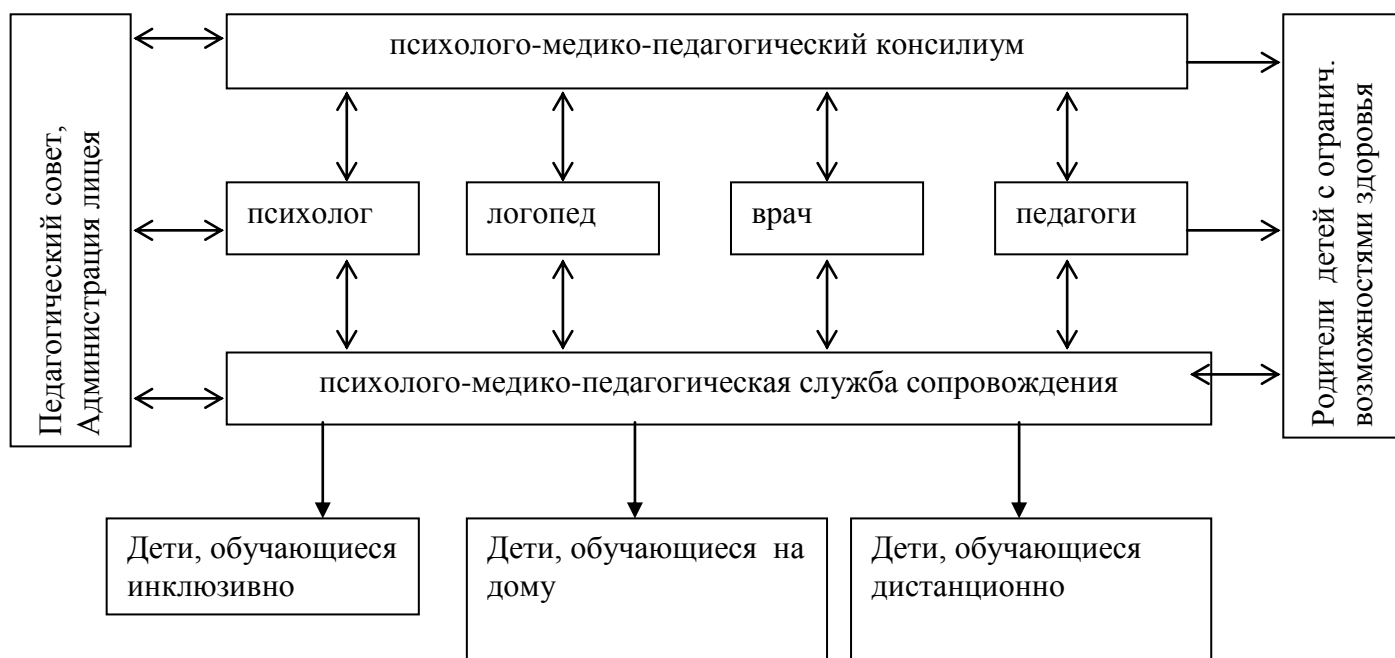 психолого-медико-педагогический консилиум
Педагогический совет,
Администрация лицея
Родители детей с огранич.
возможностями здоровья
психолог
логопед
врач
педагоги
психолого-медико-педагогическая служба сопровождения
Дети, обучающиеся
инклюзивно
Дети, обучающиеся на
дому
Дети, обучающиеся
дистанционно